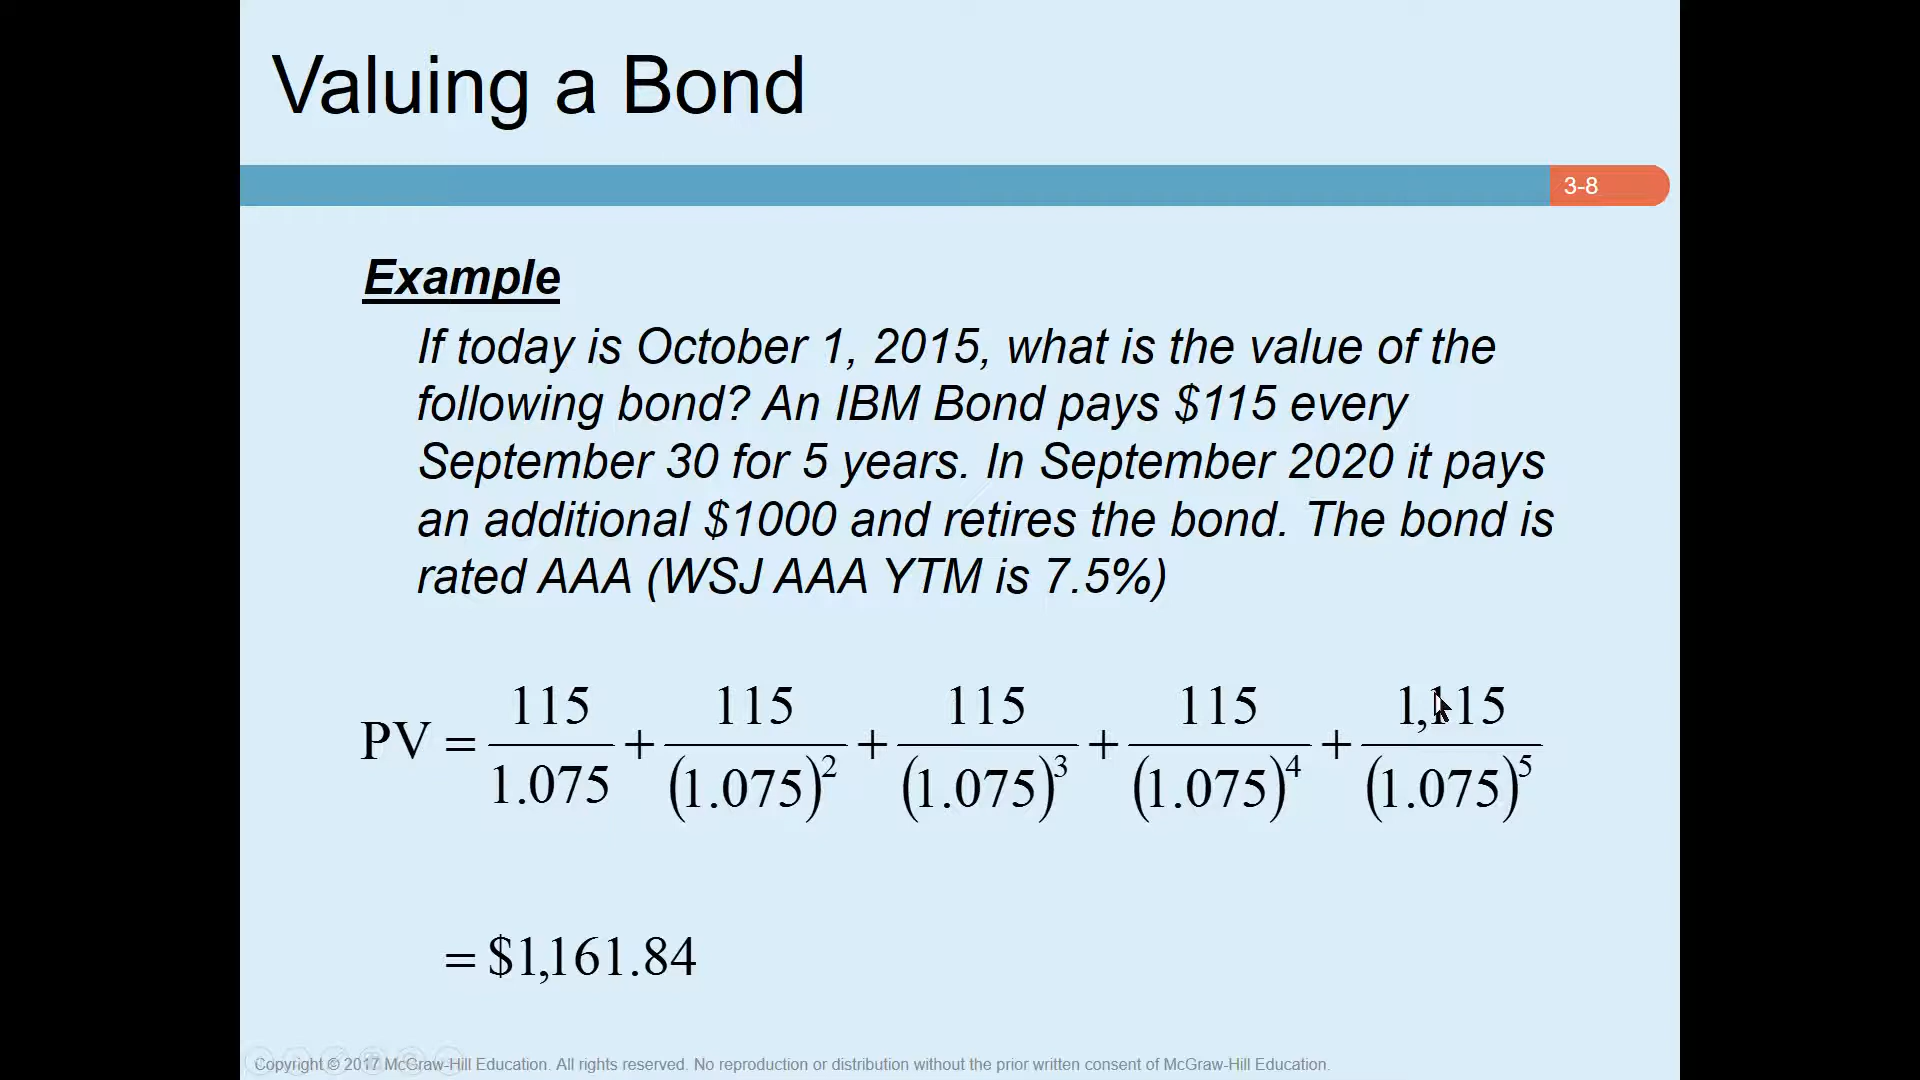 Valuing a Bond
3-8
Example
If today is October 1, 2015, what is the value of the
following bond? An IBM Bond pays $115 every
September 30 for 5 years. In September 2020 it pays
an additional $1000 and retires the bond. The bond is
rated AAA (WSJ AAA YTM is 7.5%)
PV = 115/1.075 + 115/(1.075)^2 + 115/(1.075)^3 + 115/(1.075)^4 + 1,115/(1.075)^5
= $1,161.84
Copyright © 2017 McGraw-Hill Education. All rights reserved. No reproduction or distribution without the prior written consent of McGraw-Hill Education.